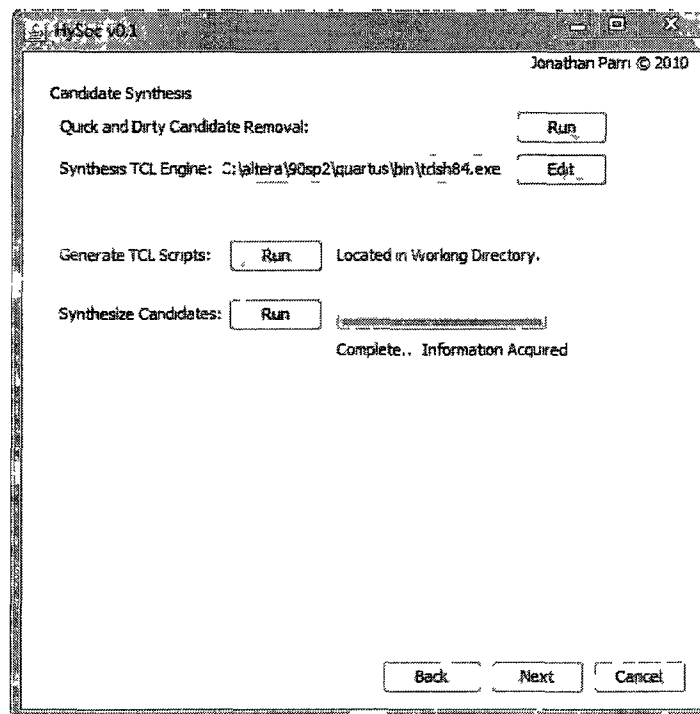 HySoc v0.1
Jonathan Parri © 2010
Candidate Synthesis
Quick and Dirty Candidate Removal: Run
Synthesis TCL Engine: C:\altera\90sp2\quartus\bin\tclsh84.exe Edit
Generate TCL Scripts: Run Located in Working Directory.
Synthesize Candidates: Run
Complete.. Information Acquired
Back Next Cancel